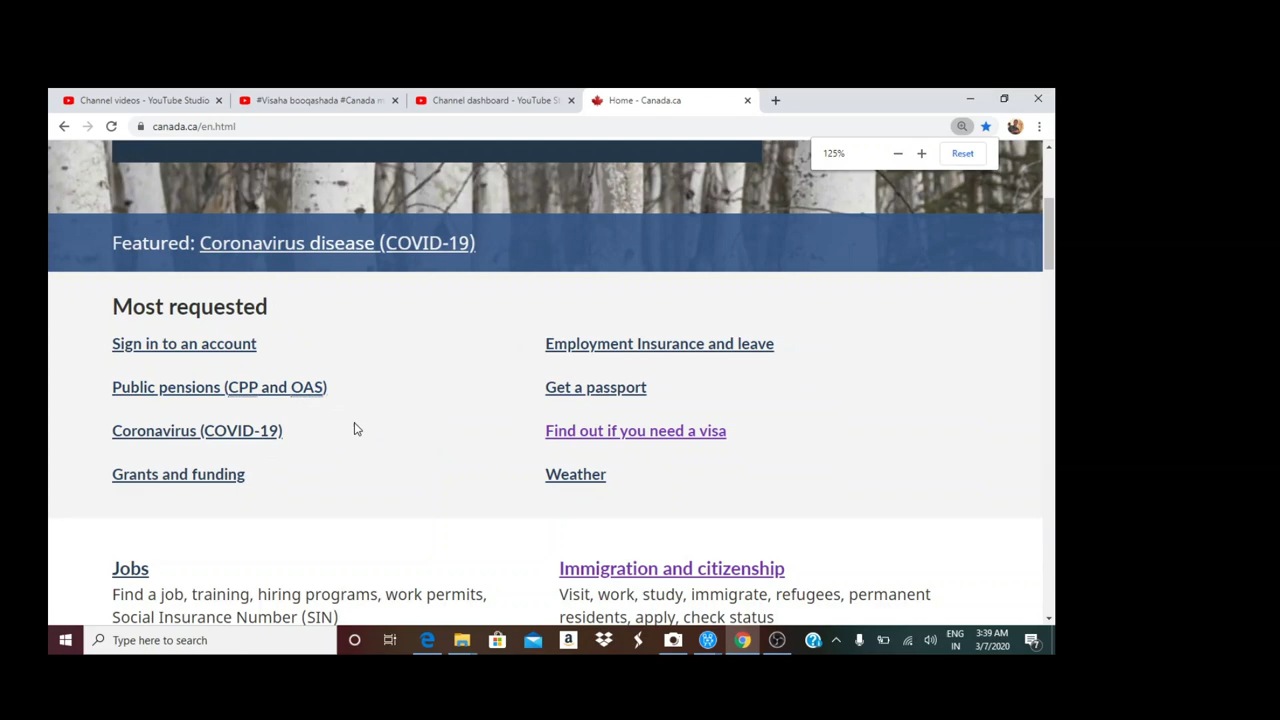 Channel videos - YouTube Studio
#Visaha booqashada #Canada m
Channel dashboard - YouTube St
Home - Canada.ca
canada.ca/en.html
125%
Reset
Featured: Coronavirus disease (COVID-19)
Most requested
Sign in to an account
Employment Insurance and leave
Public pensions (CPP and OAS)
Get a passport
Coronavirus (COVID-19)
Find out if you need a visa
Grants and funding
Weather
Jobs
Find a job, training, hiring programs, work permits,
Social Insurance Number (SIN)
Immigration and citizenship
Visit, work, study, immigrate, refugees, permanent
residents, apply, check status
Type here to search
ENG
IN
3:39 AM
3/7/2020
7